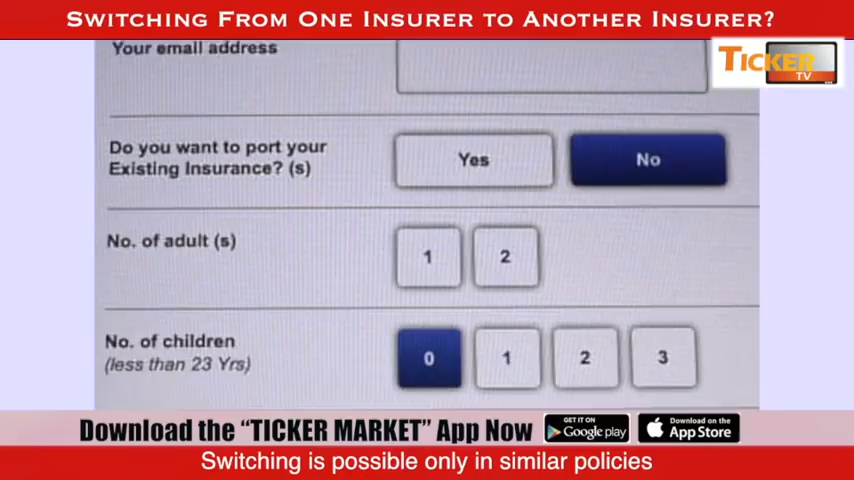 SWITCHING FROM ONE INSURER TO ANOTHER INSURER?
TICKER
TV
Your email address
Do you want to port your
Existing Insurance? (s)
Yes
No
No. of adult (s)
1
2
No. of children
(less than 23 Yrs)
0
1
2
3
Download the “TICKER MARKET” App Now
GET IT ON
Google play
Download on the
App Store
Switching is possible only in similar policies